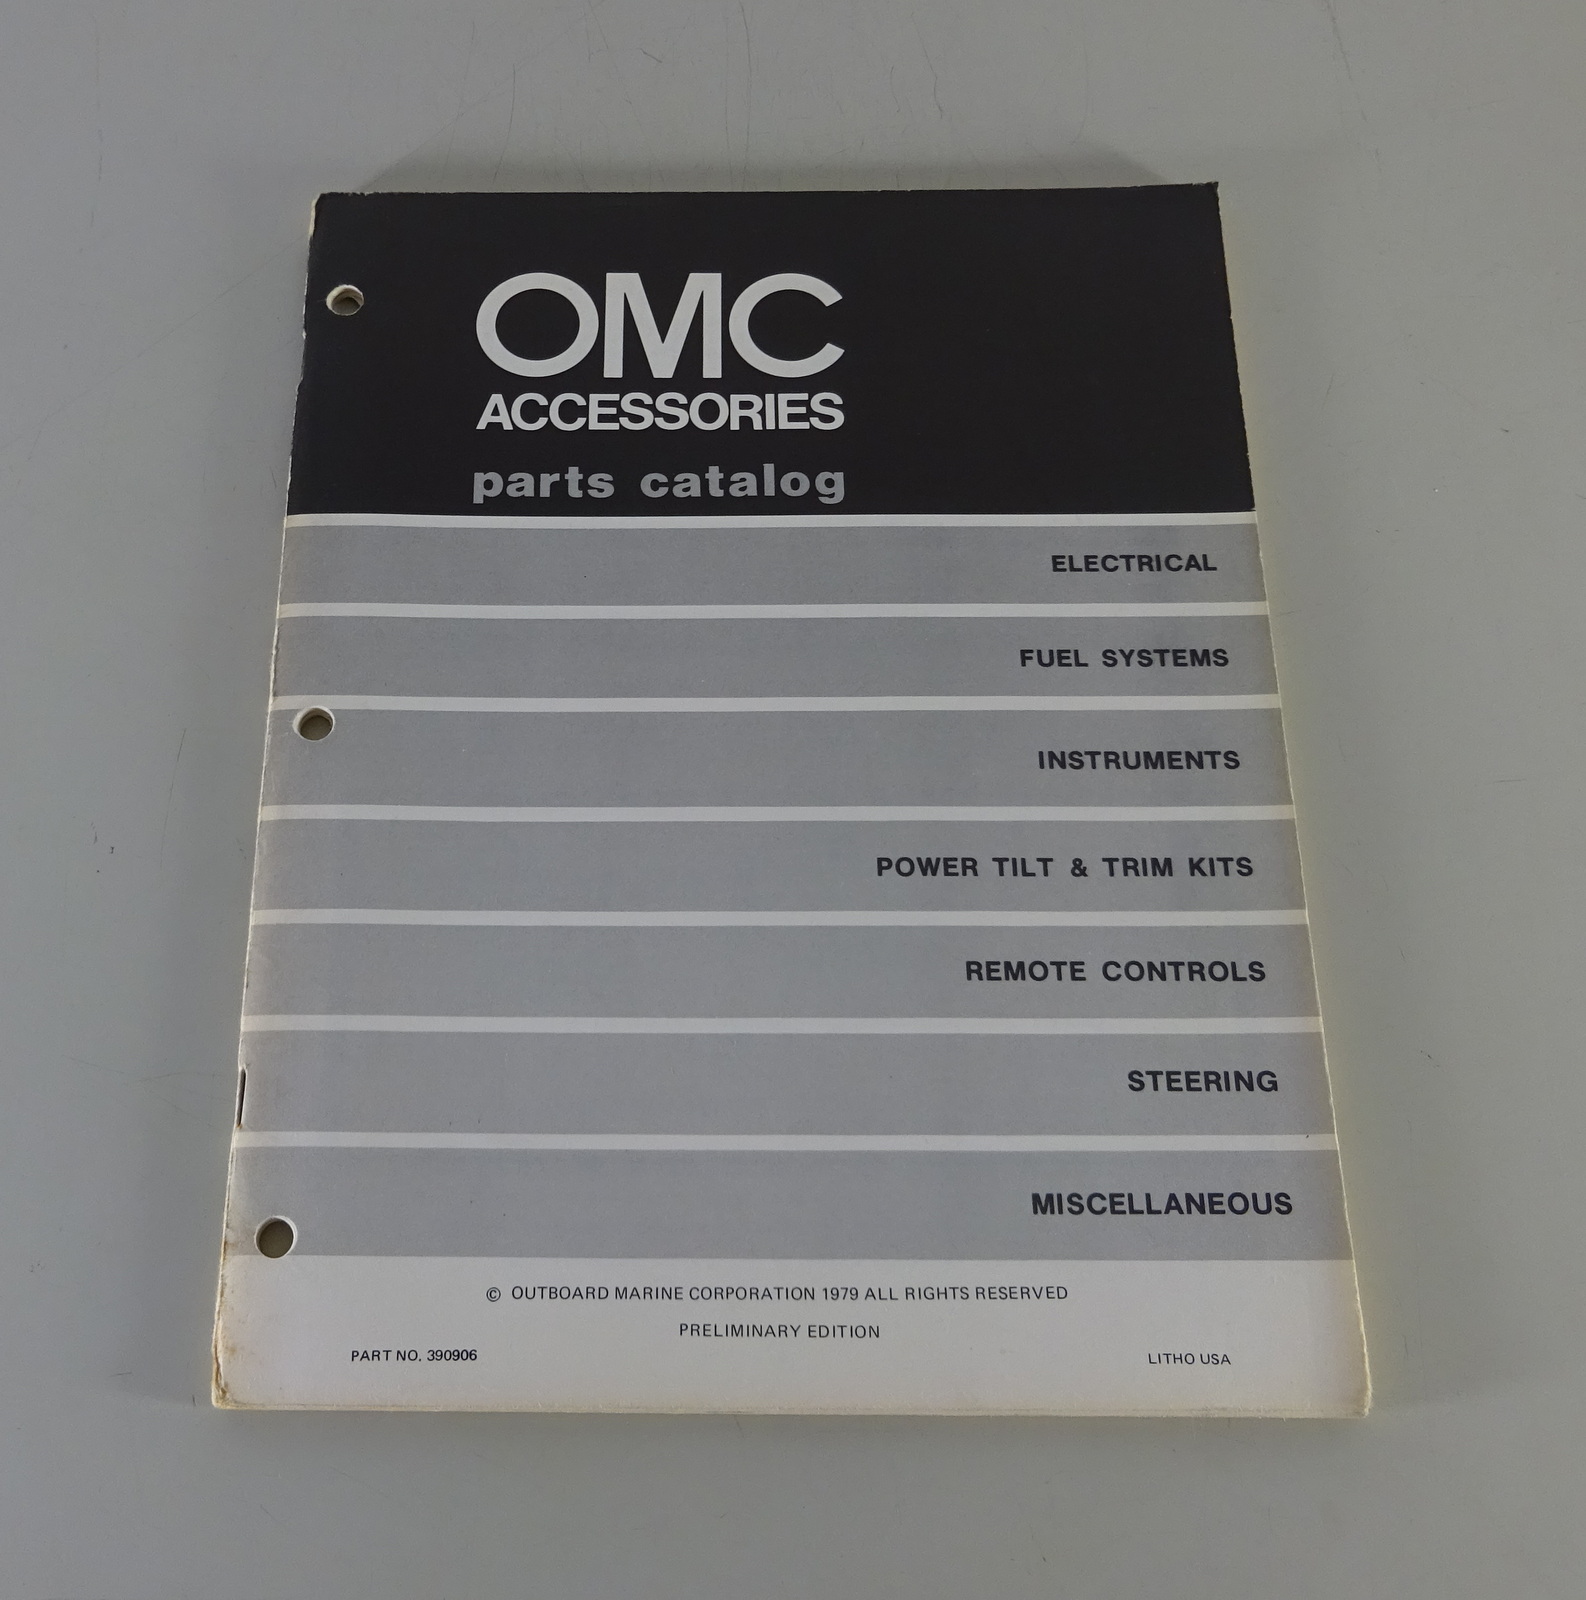 OMC
ACCESSORIES
parts catalog
ELECTRICAL
FUEL SYSTEMS
INSTRUMENTS
POWER TILT & TRIM KITS
REMOTE CONTROLS
STEERING
MISCELLANEOUS
© OUTBOARD MARINE CORPORATION 1979 ALL RIGHTS RESERVED
PRELIMINARY EDITION
PART NO. 390906
LITHO USA